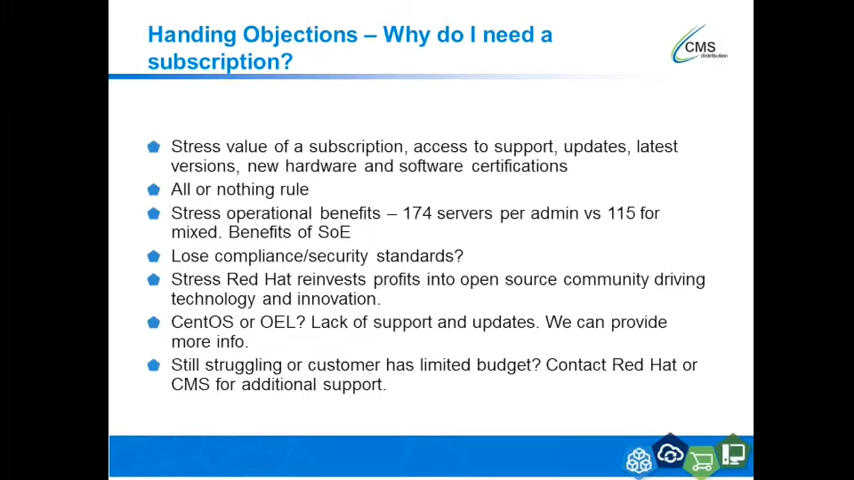 Handing Objections – Why do I need a
subscription?
CMS
distribution
Stress value of a subscription, access to support, updates, latest
versions, new hardware and software certifications
All or nothing rule
Stress operational benefits – 174 servers per admin vs 115 for
mixed. Benefits of SoE
Lose compliance/security standards?
Stress Red Hat reinvests profits into open source community driving
technology and innovation.
CentOS or OEL? Lack of support and updates. We can provide
more info.
Still struggling or customer has limited budget? Contact Red Hat or
CMS for additional support.